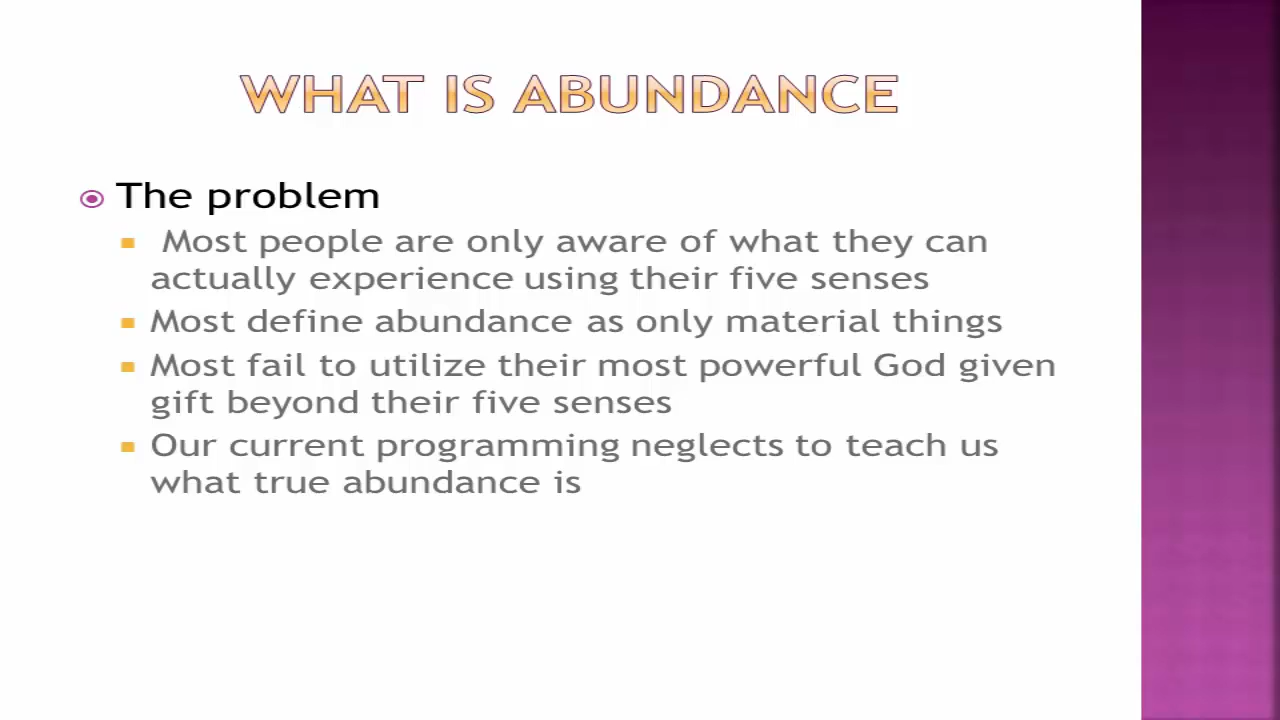 WHAT IS ABUNDANCE
The problem
Most people are only aware of what they can
actually experience using their five senses
Most define abundance as only material things
Most fail to utilize their most powerful God given
gift beyond their five senses
Our current programming neglects to teach us
what true abundance is